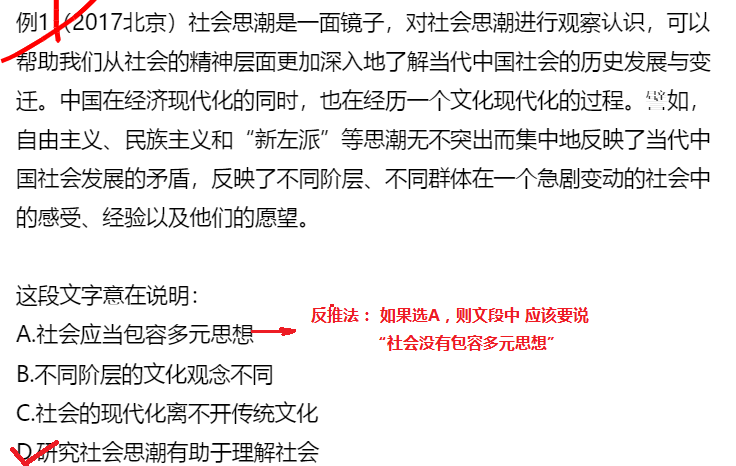 例1（2017北京）社会思潮是一面镜子，对社会思潮进行观察认识，可以
帮助我们从社会的精神层面更加深入地了解当代中国社会的历史发展与变
迁。中国在经济现代化的同时，也在经历一个文化现代化的过程。譬如，
自由主义、民族主义和“新左派”等思潮无不突出而集中地反映了当代中
国社会发展的矛盾，反映了不同阶层、不同群体在一个急剧变动的社会中
的感受、经验以及他们的愿望。
这段文字意在说明：
A.社会应当包容多元思想
反推法： 如果选A，则文段中 应该要说
“社会没有包容多元思想”
B.不同阶层的文化观念不同
C.社会的现代化离不开传统文化
D.研究社会思潮有助于理解社会